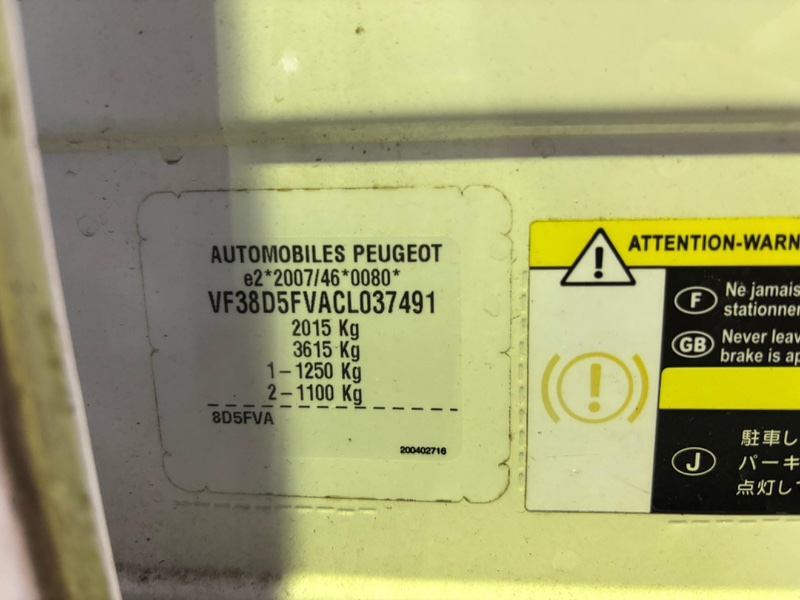 AUTOMOBILES PEUGEOT
e2*2007/46*0080*
VF38D5FVACL037491
2015 Kg
3615 Kg
1-1250 Kg
2-1100 Kg
8D5FVA
200402716
ATTENTION-WARN
!
F
Ne jamais
stationner
GB
Never leav
brake is ap
!
J
駐車し
パーキ
点灯して